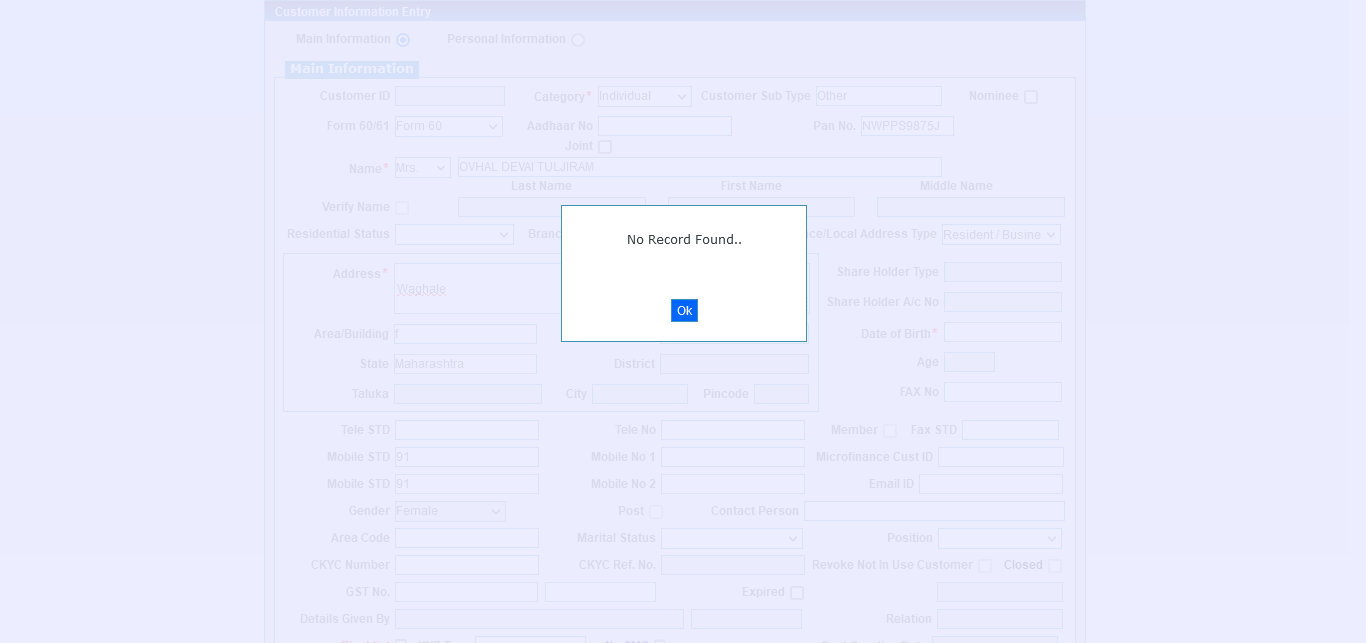 Customer Information Entry
Main Information Personal Information
Main Information
Customer ID Category* Individual Customer Sub Type Other Nominee
Form 60/61 Form 60 Aadhaar No Pan No. NWPPS9875J
Joint
Name* Mrs. OVHAL DEVAI TULJIRAM
Last Name First Name Middle Name
Verify Name
Residential Status Branc ce/Local Address Type Resident / Busine
No Record Found..
Address* Waghale Share Holder Type
Share Holder A/c No
Ok
Area/Building f Date of Birth*
State Maharashtra District Age
Taluka City Pincode FAX No
Tele STD Tele No Member Fax STD
Mobile STD 91 Mobile No 1 Microfinance Cust ID
Mobile STD 91 Mobile No 2 Email ID
Gender Female Post Contact Person
Area Code Marital Status Position
CKYC Number CKYC Ref. No. Revoke Not In Use Customer Closed
GST No. Expired
Details Given By Relation